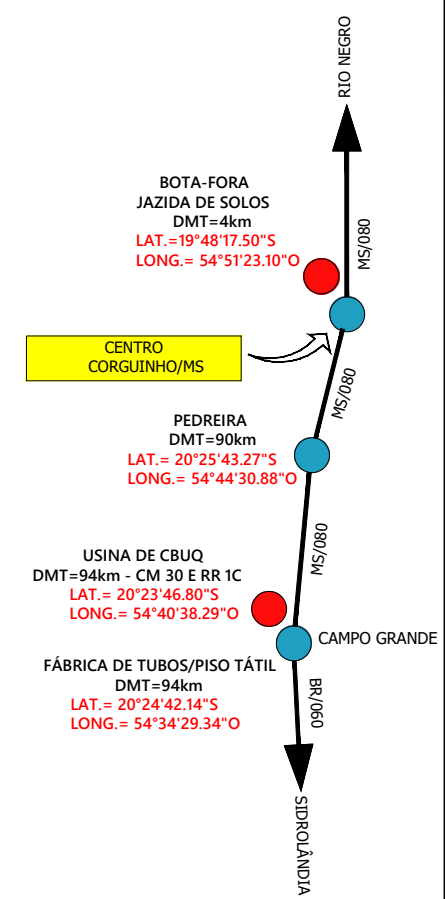 RIO NEGRO
BOTA-FORA
JAZIDA DE SOLOS
DMT=4km
LAT.=19°48'17.50"S
LONG.= 54°51'23.10"O
MS/080
CENTRO
CORGUINHO/MS
MS/080
PEDREIRA
DMT=90km
LAT.= 20°25'43.27"S
LONG.= 54°44'30.88"O
MS/080
USINA DE CBUQ
DMT=94km - CM 30 E RR 1C
LAT.= 20°23'46.80"S
LONG.= 54°40'38.29"O
CAMPO GRANDE
FÁBRICA DE TUBOS/PISO TÁTIL
DMT=94km
LAT.= 20°24'42.14"S
LONG.= 54°34'29.34"O
BR/060
SIDROLÂNDIA